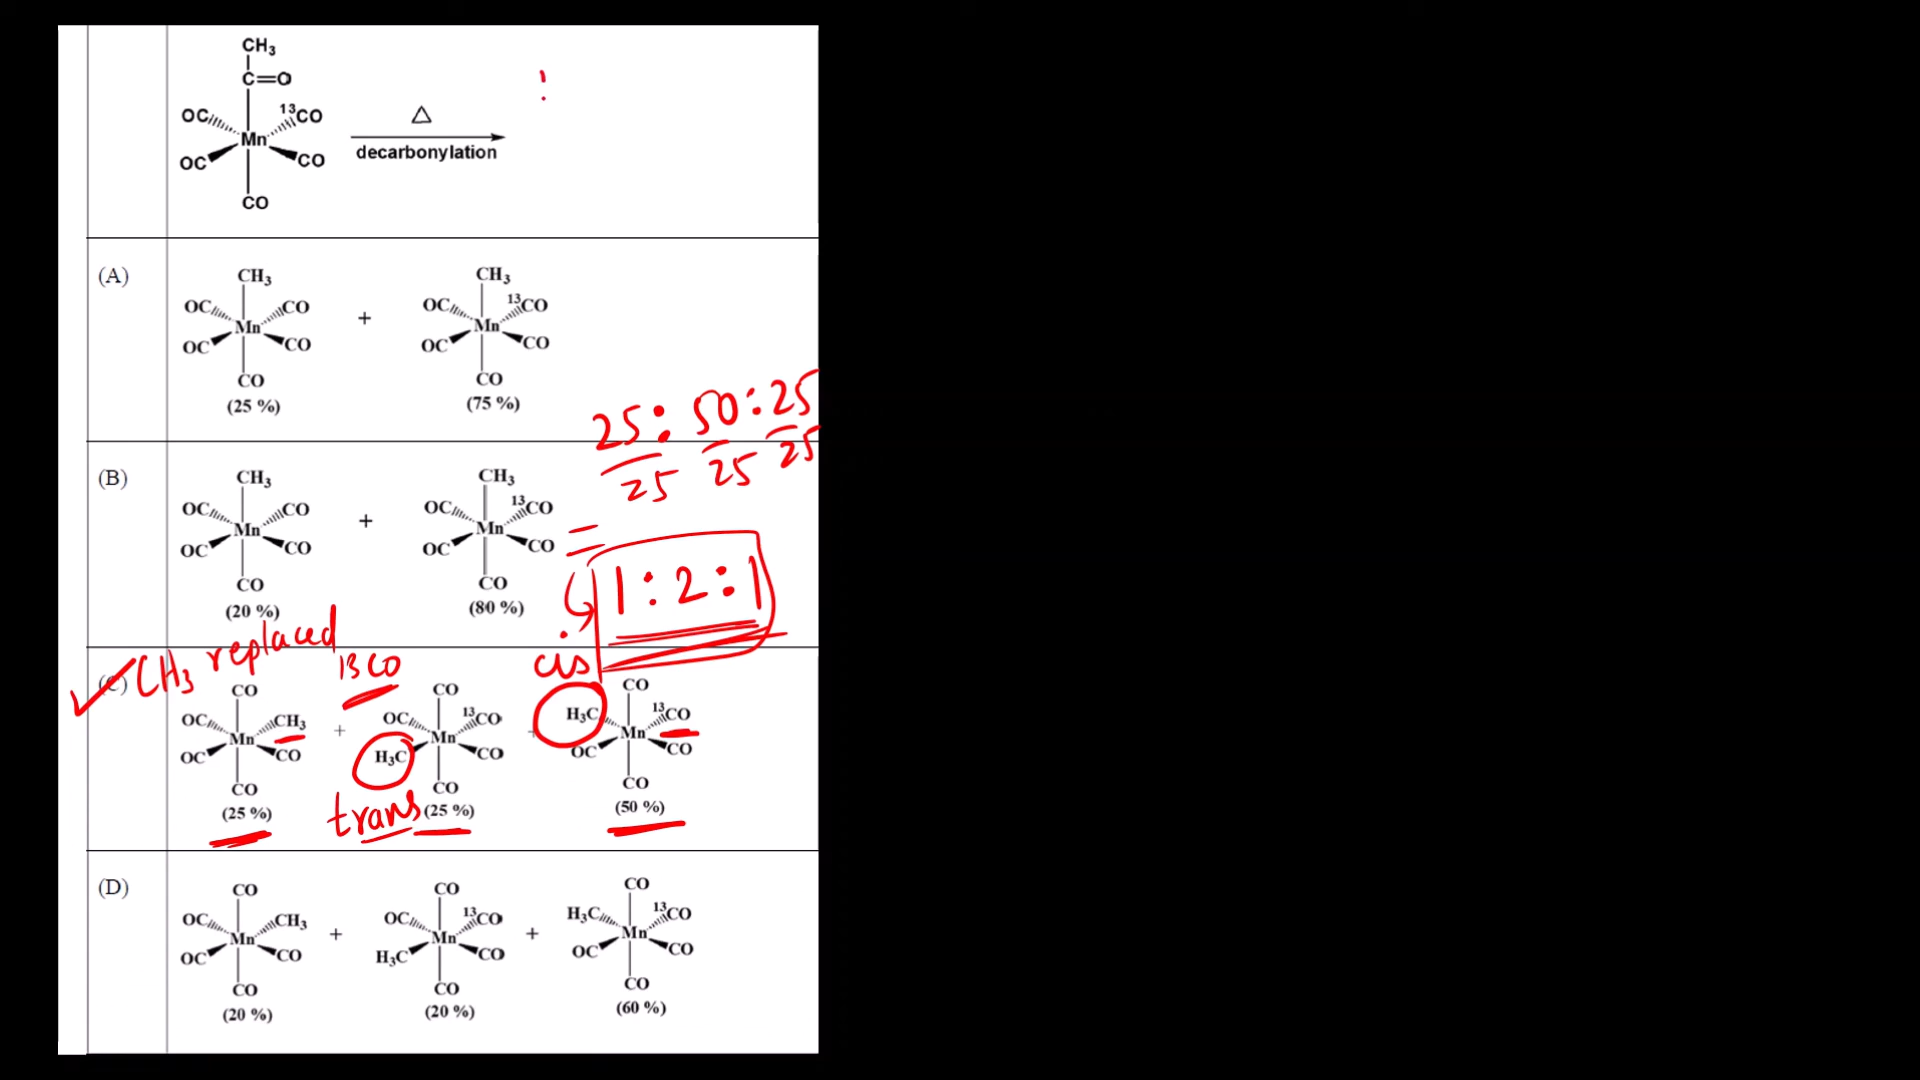 CH₃
C=O
OC ¹³CO
Mn
OC CO
CO
△
decarbonylation
!
(A)
CH₃
OC CO
Mn
OC CO
CO
(25 %)
+
CH₃
OC ¹³CO
Mn
OC CO
CO
(75 %)
25 : 50 : 25
25 25 25
(B)
CH₃
OC CO
Mn
OC CO
CO
(20 %)
+
CH₃
OC ¹³CO
Mn
OC CO
CO
(80 %)
=
1 : 2 : 1
CH₃ replaced
13CO
cis
(C)
CO
OC CH₃
Mn
OC CO
CO
(25 %)
+
CO
OC ¹³CO
Mn
H₃C CO
CO
trans (25 %)
+
CO
H₃C ¹³CO
Mn
OC CO
CO
(50 %)
(D)
CO
OC CH₃
Mn
OC CO
CO
(20 %)
+
CO
OC ¹³CO
Mn
H₃C CO
CO
(20 %)
+
CO
H₃C ¹³CO
Mn
OC CO
CO
(60 %)